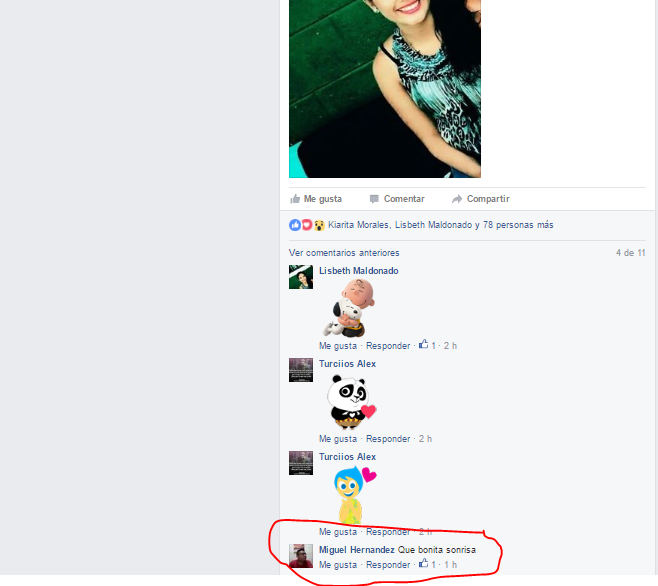 Me gusta Comentar Compartir
Kiarita Morales, Lisbeth Maldonado y 78 personas más
Ver comentarios anteriores 4 de 11
Lisbeth Maldonado
Me gusta · Responder · 1 · 2 h
Turciios Alex
Me gusta · Responder · 2 h
Turciios Alex
Me gusta · Responder · 2 h
Miguel Hernandez Que bonita sonrisa
Me gusta · Responder · 1 · 1 h